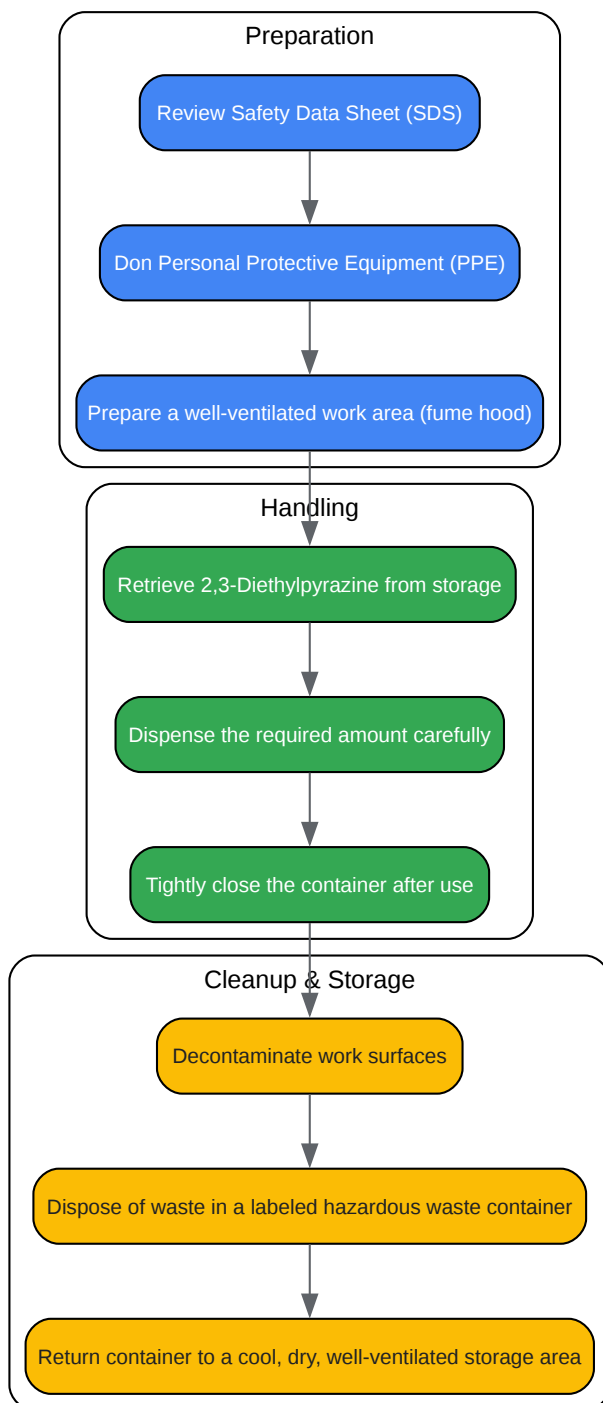 Preparation
Review Safety Data Sheet (SDS)
Don Personal Protective Equipment (PPE)
Prepare a well-ventilated work area (fume hood)
Handling
Retrieve 2,3-Diethylpyrazine from storage
Dispense the required amount carefully
Tightly close the container after use
Cleanup & Storage
Decontaminate work surfaces
Dispose of waste in a labeled hazardous waste container
Return container to a cool, dry, well-ventilated storage area